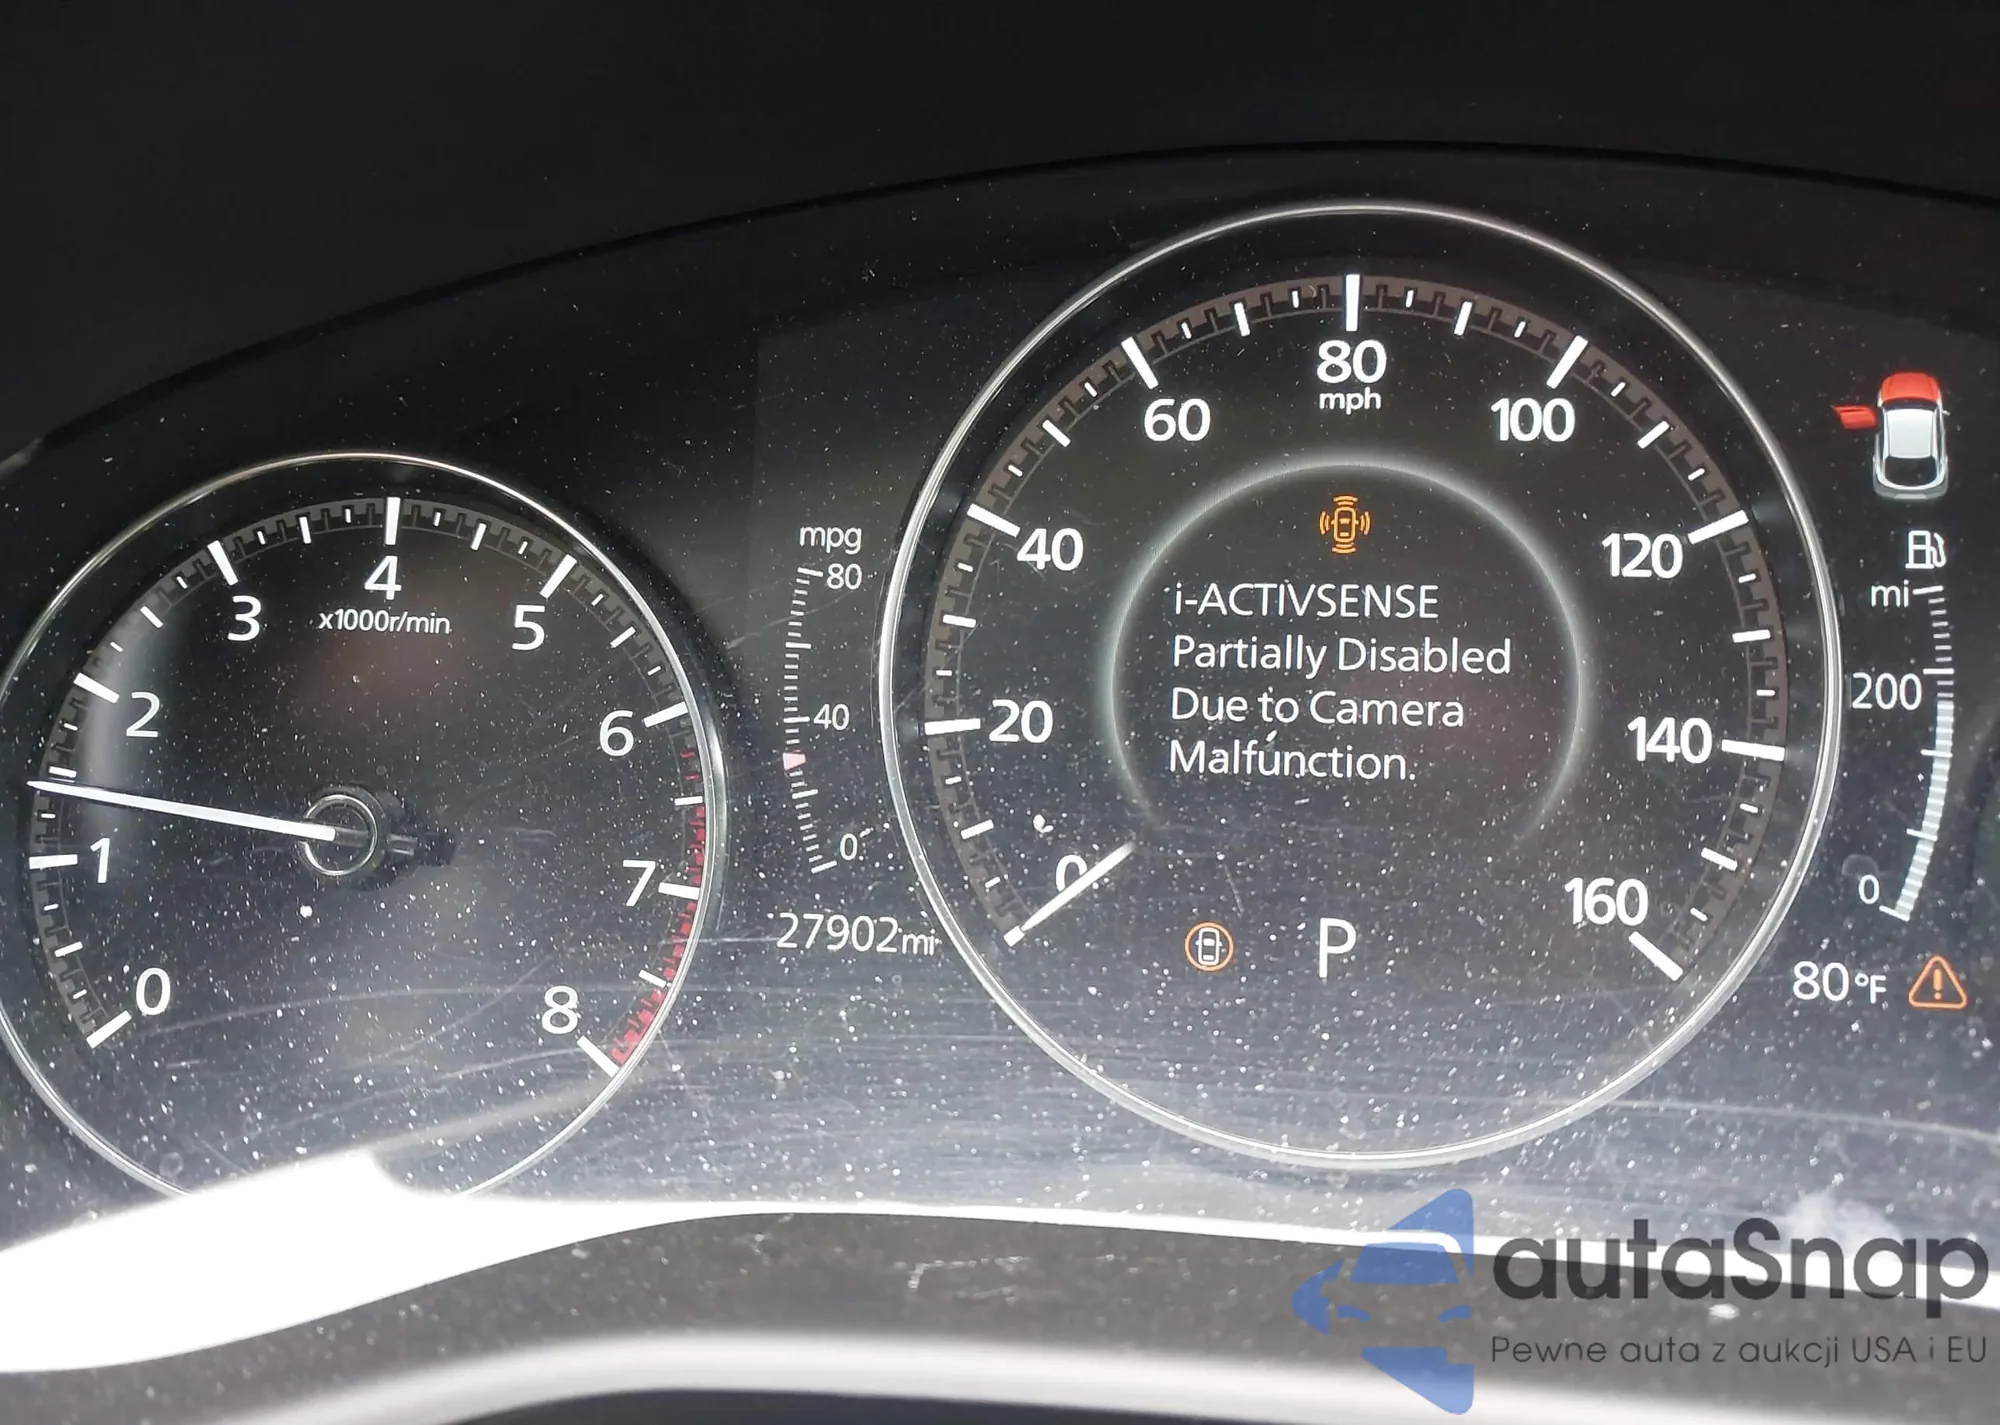 0
1
2
3
4
x1000r/min
5
6
7
8
mpg
80
40
0
27902mi
0
20
40
60
80
mph
100
120
140
160
i-ACTIVSENSE
Partially Disabled
Due to Camera
Malfunction.
P
mi
200
0
80°F
autaSnap
Pewne auta z aukcji USA i EU